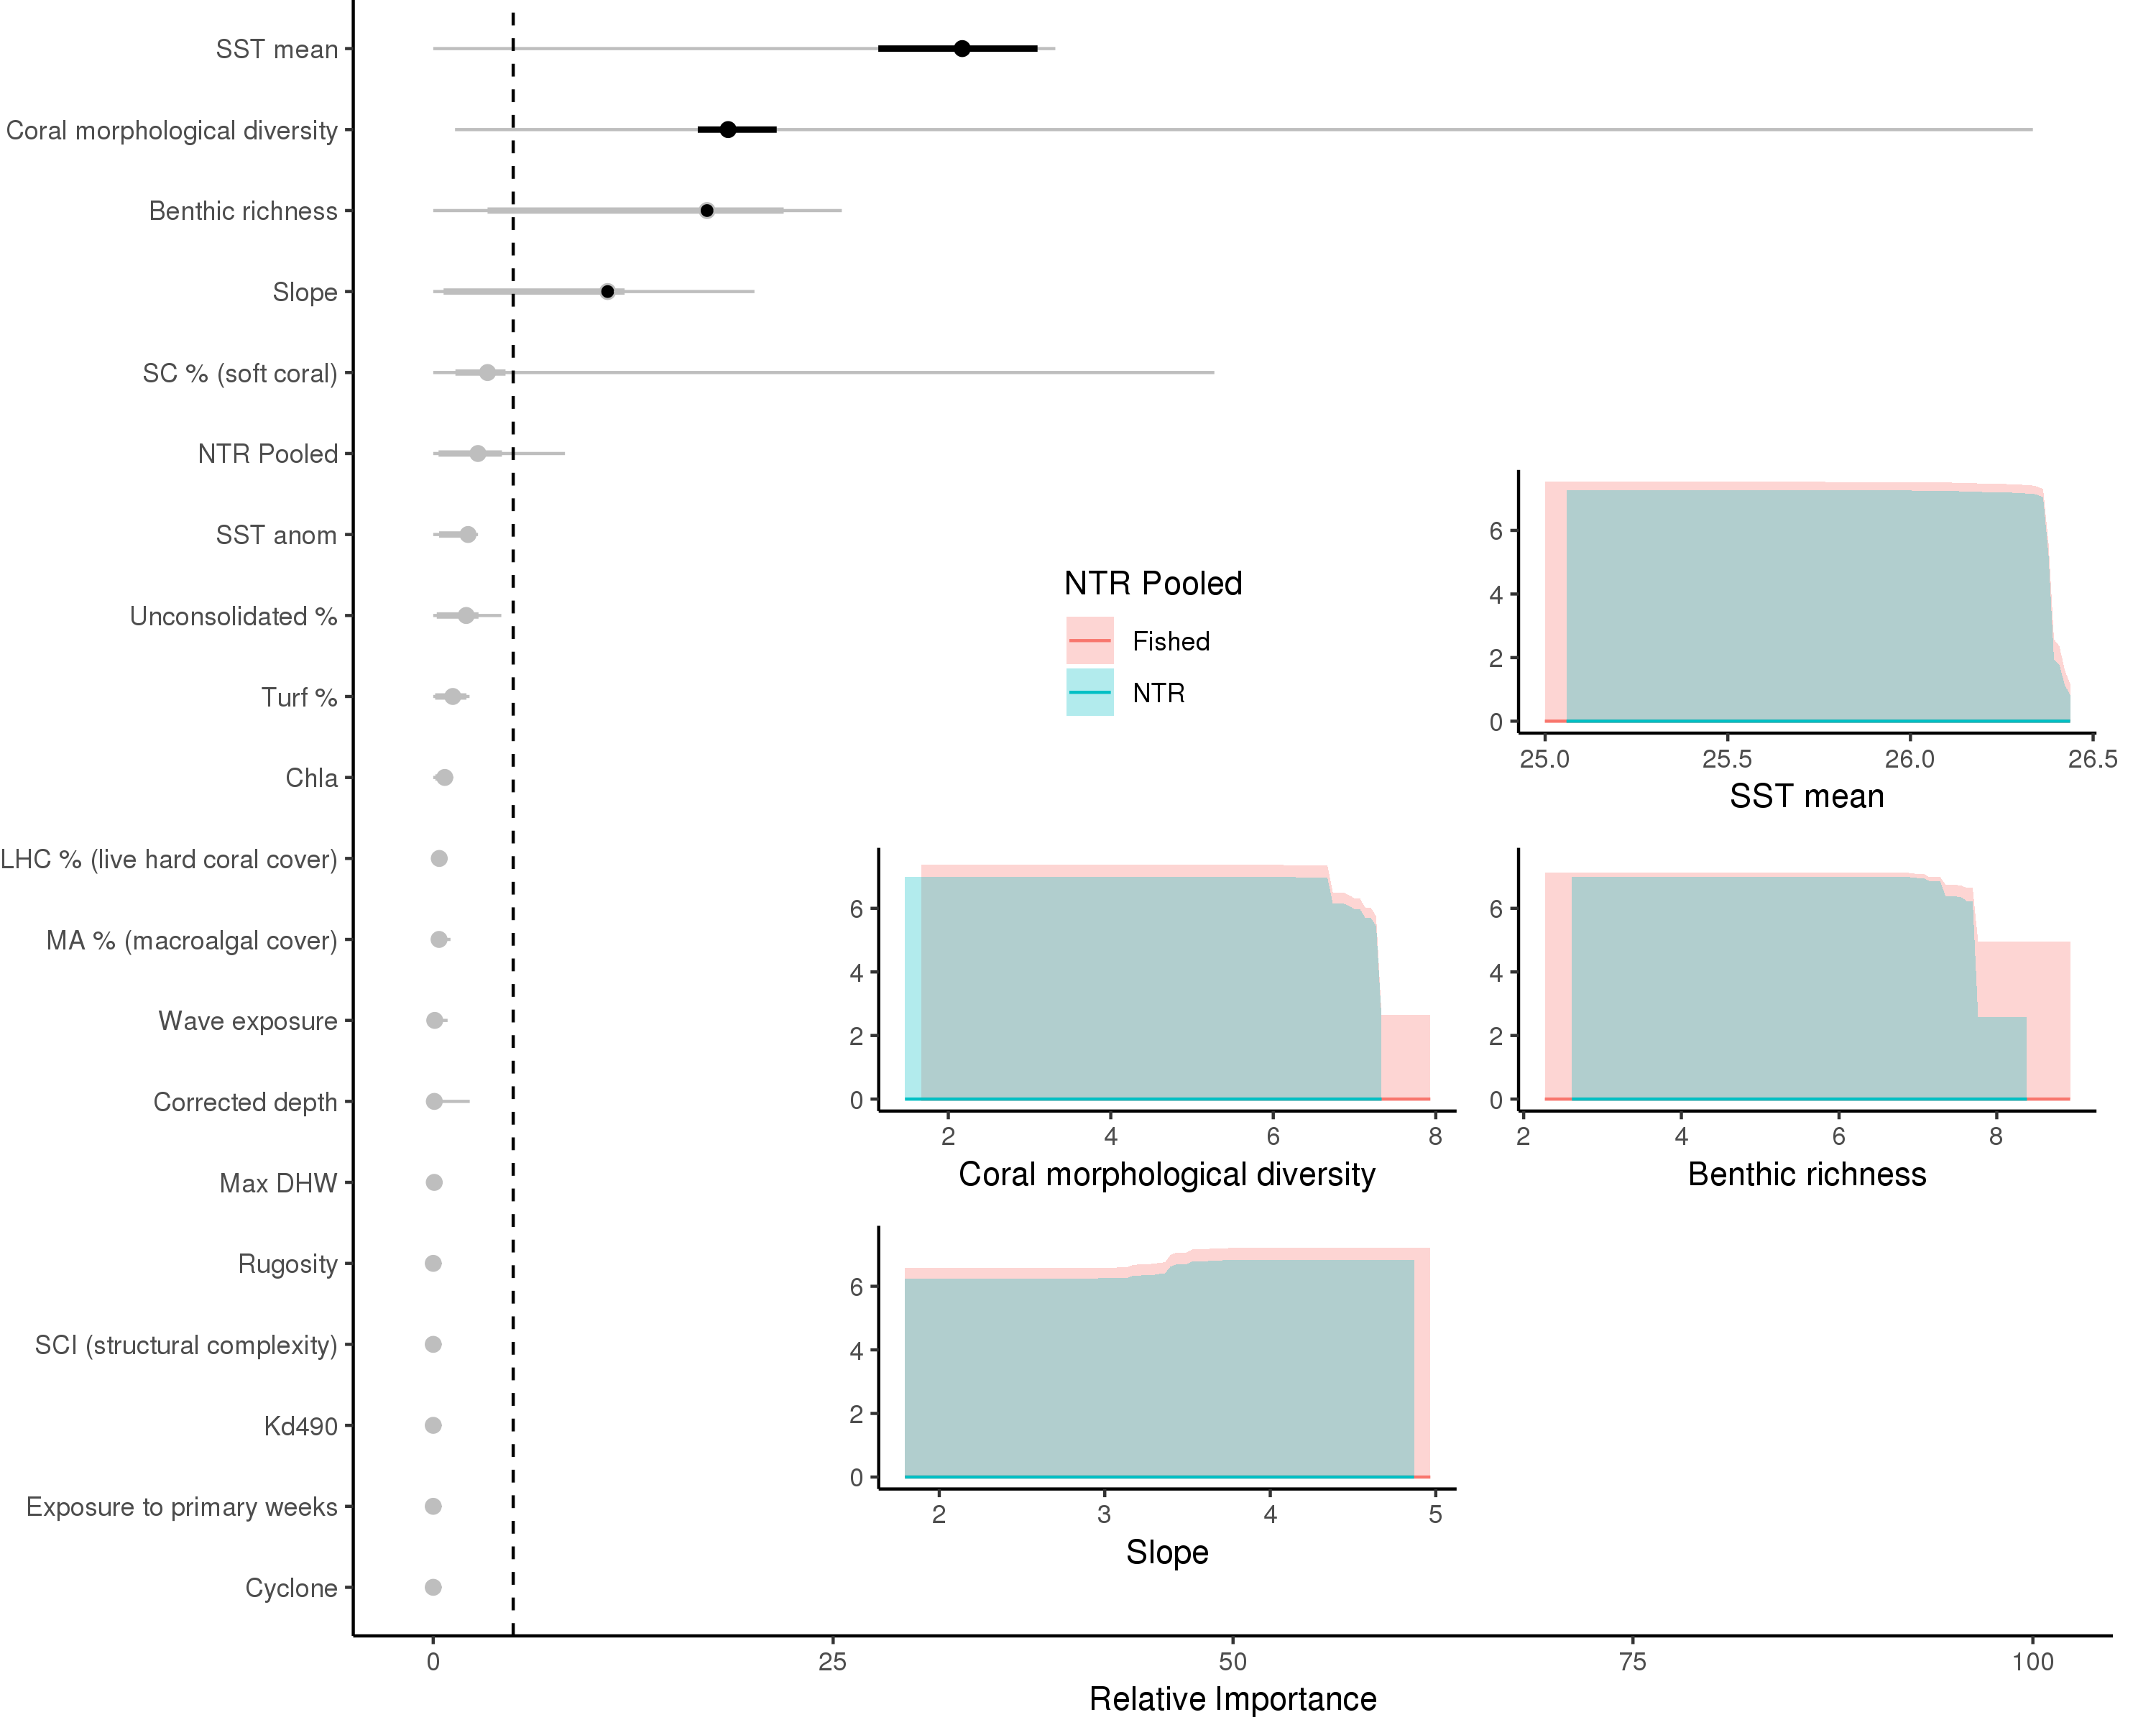 SST mean
Coral morphological diversity
Benthic richness
Slope
SC % (soft coral)
NTR Pooled
SST anom
Unconsolidated %
Turf %
Chla
LHC % (live hard coral cover)
MA % (macroalgal cover)
Wave exposure
Corrected depth
Max DHW
Rugosity
SCI (structural complexity)
Kd490
Exposure to primary weeks
Cyclone
0 25 50 75 100
Relative Importance
NTR Pooled
Fished
NTR
6
4
2
0
25.0 25.5 26.0 26.5
SST mean
6
4
2
0
2 4 6 8
Coral morphological diversity
6
4
2
0
2 4 6 8
Benthic richness
6
4
2
0
2 3 4 5
Slope